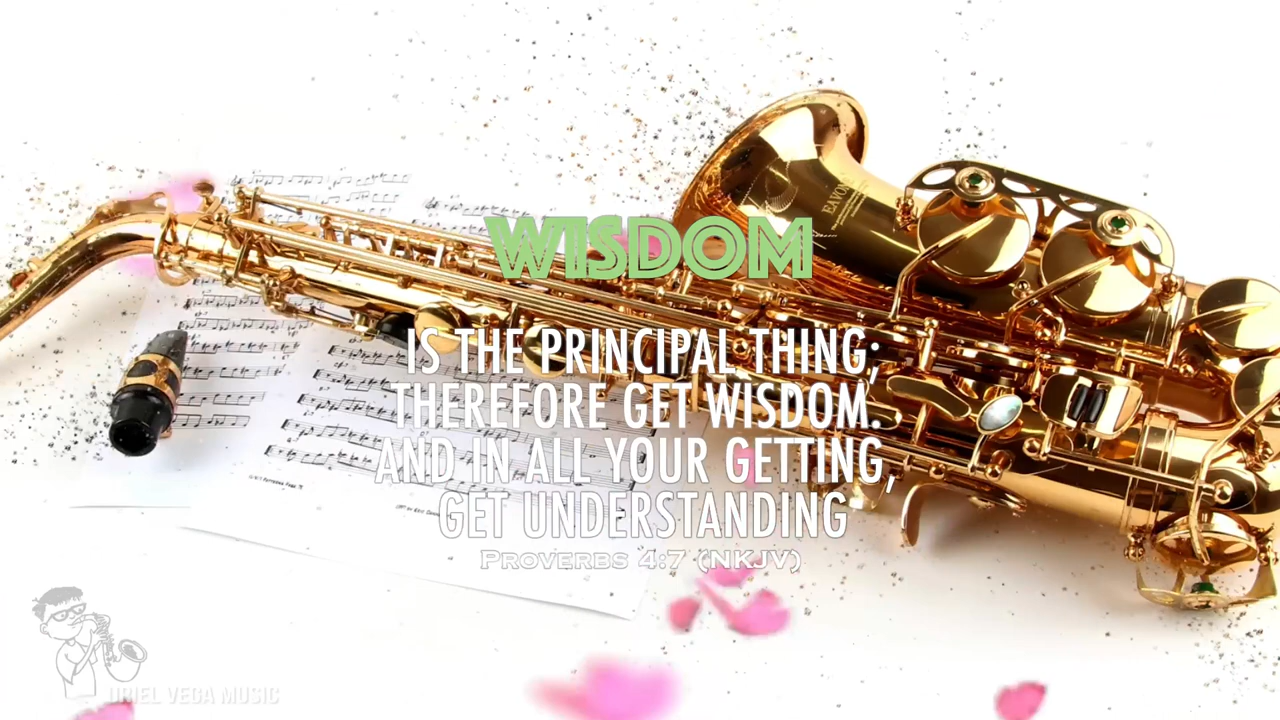 WISDOM
IS THE PRINCIPAL THING;
THEREFORE GET WISDOM.
AND IN ALL YOUR GETTING,
GET UNDERSTANDING
PROVERBS 4:7 (NKJV)
URIEL VEGA MUSIC